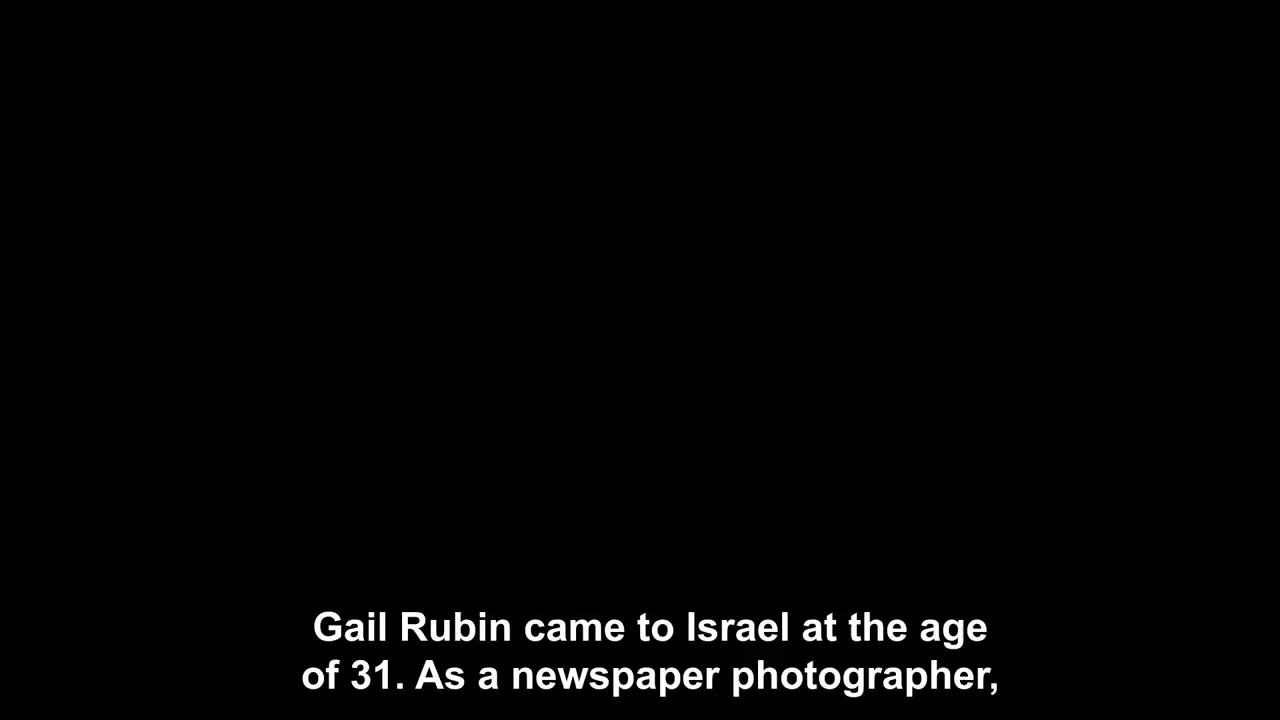 Gail Rubin came to Israel at the age
of 31. As a newspaper photographer,